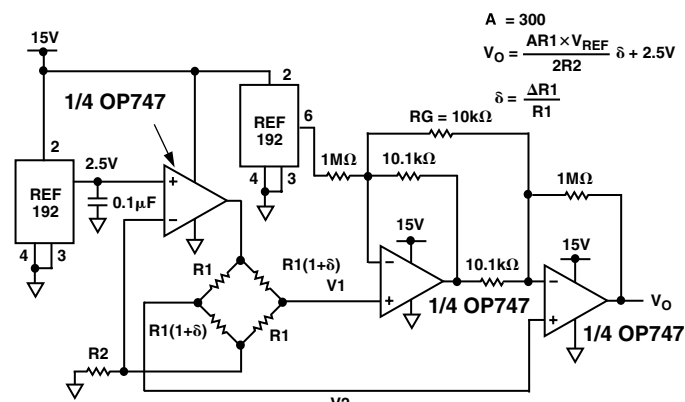 A = 300
V_O = AR1 × V_REF / 2R2 δ + 2.5V
δ = ΔR1 / R1
15V
1/4 OP747
2
REF
192
6
4
3
RG = 10kΩ
1MΩ
10.1kΩ
1MΩ
2
2.5V
REF
192
0.1μF
4
3
+
−
15V
−
+
10.1kΩ
15V
−
+
V_O
1/4 OP747
1/4 OP747
R1
R1(1+δ)
V1
R1(1+δ)
R1
R2